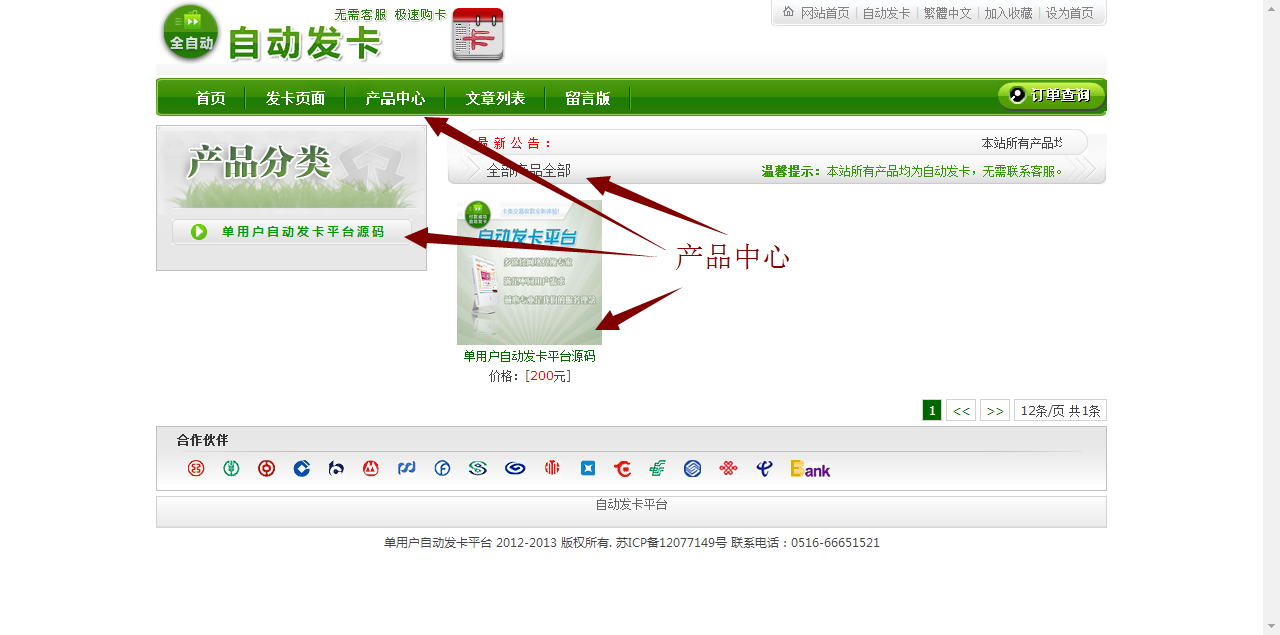 无需客服 极速购卡
全自动
自动发卡
网站首页 | 自动发卡 | 繁體中文 | 加入收藏 | 设为首页
首页 发卡页面 产品中心 文章列表 留言版
订单查询
产品分类
单用户自动发卡平台源码
最 新 公 告 ：
本站所有产品均
全部产品全部
温馨提示：本站所有产品均为自动发卡，无需联系客服。
自动发卡平台
产品中心
单用户自动发卡平台源码
价格：[200元]
1 << >> 12条/页 共1条
合作伙伴
Bank
自动发卡平台
单用户自动发卡平台 2012-2013 版权所有. 苏ICP备12077149号 联系电话：0516-66651521